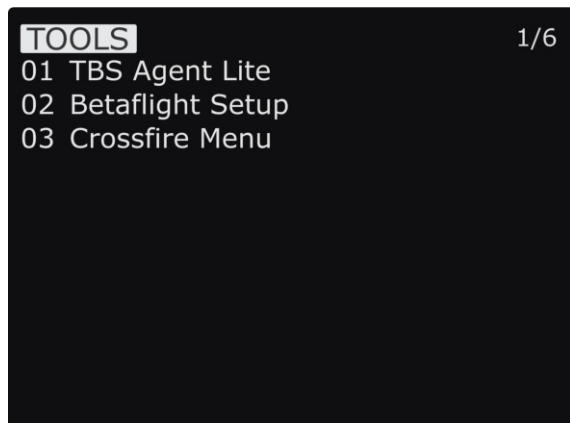 TOOLS 1/6
01 TBS Agent Lite
02 Betaflight Setup
03 Crossfire Menu